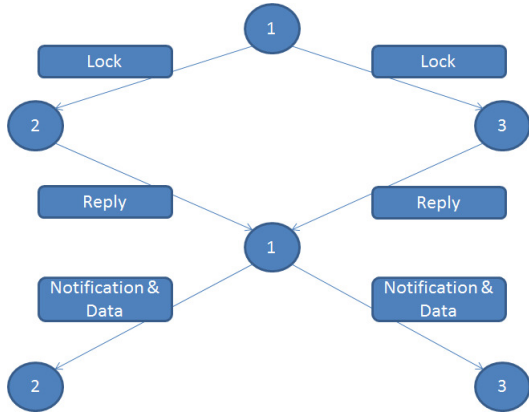 1
Lock
Lock
2
3
Reply
Reply
1
Notification &
Data
Notification &
Data
2
3